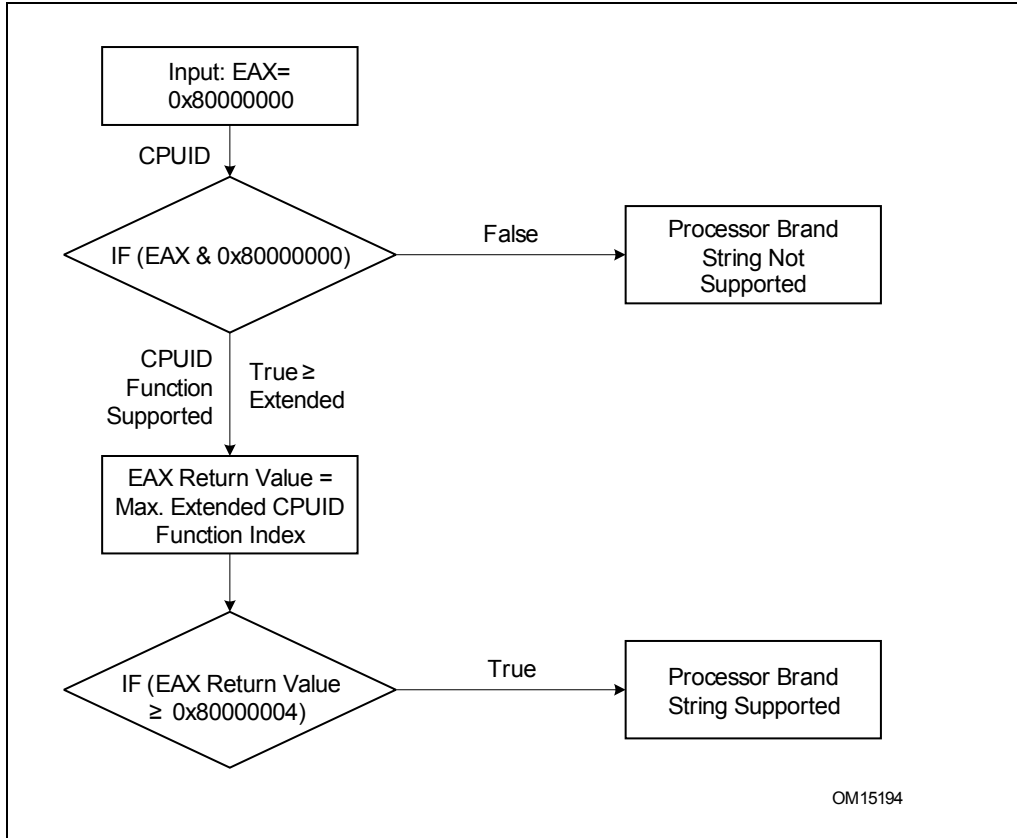 Input: EAX=
0x80000000
CPUID
IF (EAX & 0x80000000)
False
Processor Brand
String Not
Supported
CPUID
Function
Supported
True ≥
Extended
EAX Return Value =
Max. Extended CPUID
Function Index
IF (EAX Return Value
≥ 0x80000004)
True
Processor Brand
String Supported
OM15194